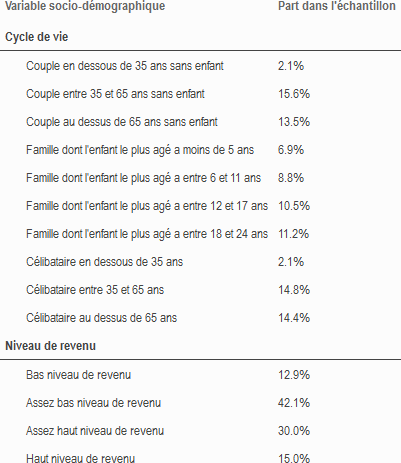 Variable socio-démographique Part dans l'échantillon
Cycle de vie
Couple en dessous de 35 ans sans enfant 2.1%
Couple entre 35 et 65 ans sans enfant 15.6%
Couple au dessus de 65 ans sans enfant 13.5%
Famille dont l'enfant le plus agé a moins de 5 ans 6.9%
Famille dont l'enfant le plus agé a entre 6 et 11 ans 8.8%
Famille dont l'enfant le plus agé a entre 12 et 17 ans 10.5%
Famille dont l'enfant le plus agé a entre 18 et 24 ans 11.2%
Célibataire en dessous de 35 ans 2.1%
Célibataire entre 35 et 65 ans 14.8%
Célibataire au dessus de 65 ans 14.4%
Niveau de revenu
Bas niveau de revenu 12.9%
Assez bas niveau de revenu 42.1%
Assez haut niveau de revenu 30.0%
Haut niveau de revenu 15.0%